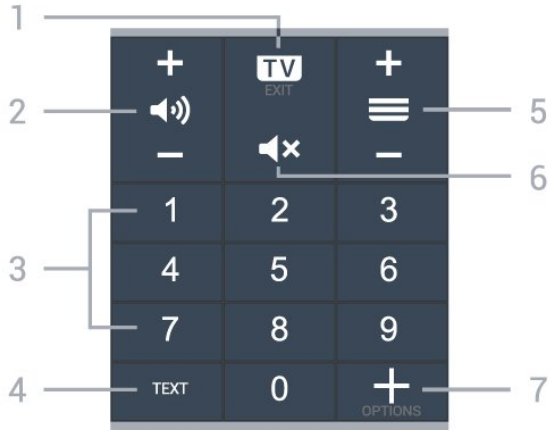 1
+ TV +
EXIT
2 5
- -
6
1 2 3
3
4 5 6
7 8 9
4 TEXT 0 + 7
OPTIONS